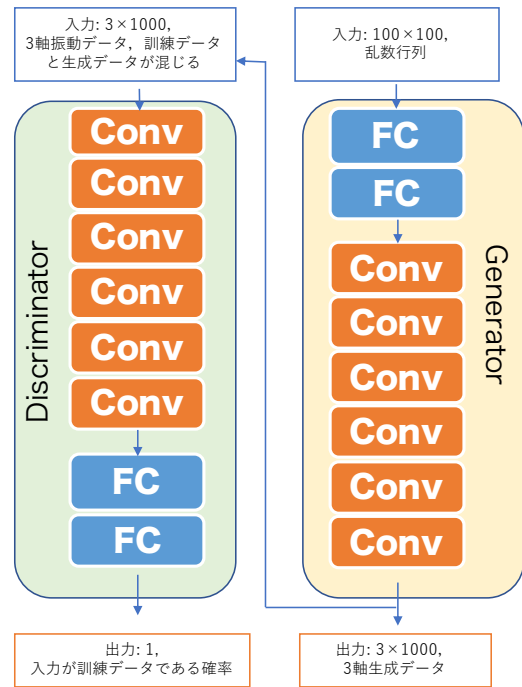 入力: 3×1000,
3軸振動データ，訓練データ
と生成データが混じる
Discriminator
Conv
Conv
Conv
Conv
Conv
Conv
FC
FC
出力: 1,
入力が訓練データである確率
入力: 100×100,
乱数行列
Generator
FC
FC
Conv
Conv
Conv
Conv
Conv
Conv
出力: 3×1000,
3軸生成データ